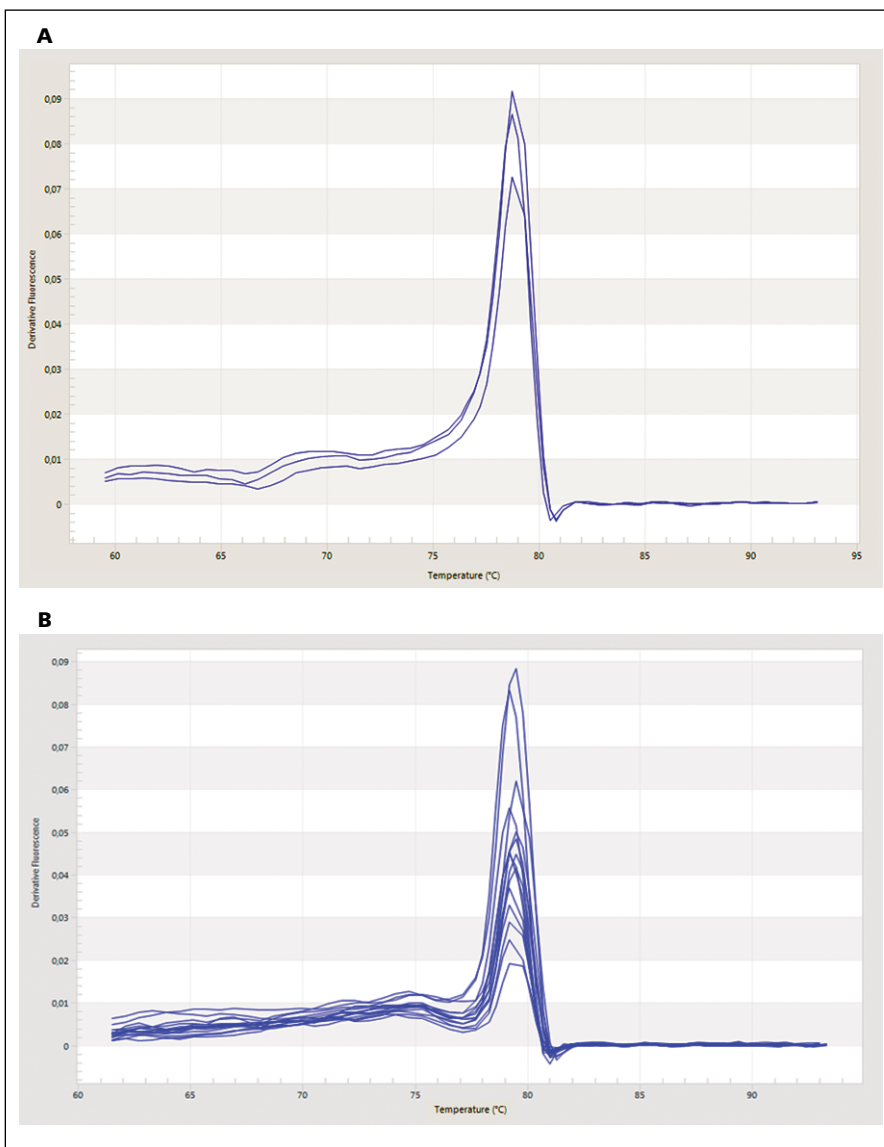 A
0,09
0,08
0,07
0,06
0,05
0,04
0,03
0,02
0,01
0
Derivative Fluorescence
60 65 70 75 80 85 90 95
Temperature (°C)
B
0,09
0,08
0,07
0,06
0,05
0,04
0,03
0,02
0,01
0
Derivative Fluorescence
60 65 70 75 80 85 90
Temperature (°C)